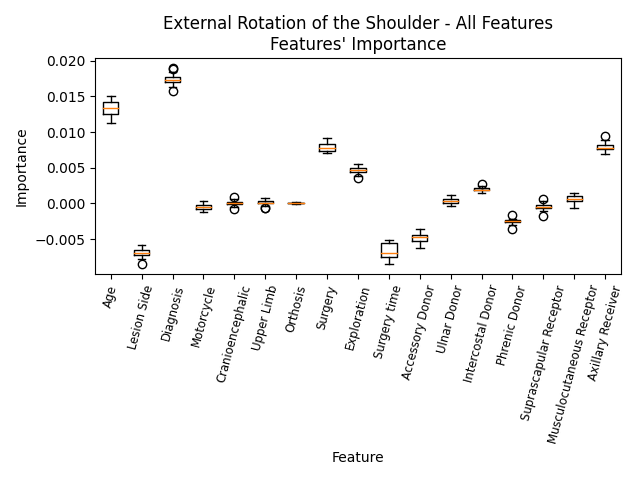 External Rotation of the Shoulder - All Features
Features' Importance
0.020
0.015
0.010
0.005
0.000
−0.005
Importance
Age
Lesion Side
Diagnosis
Motorcycle
Cranioencephalic
Upper Limb
Orthosis
Surgery
Exploration
Surgery time
Accessory Donor
Ulnar Donor
Intercostal Donor
Phrenic Donor
Suprascapular Receptor
Musculocutaneous Receptor
Axillary Receiver
Feature